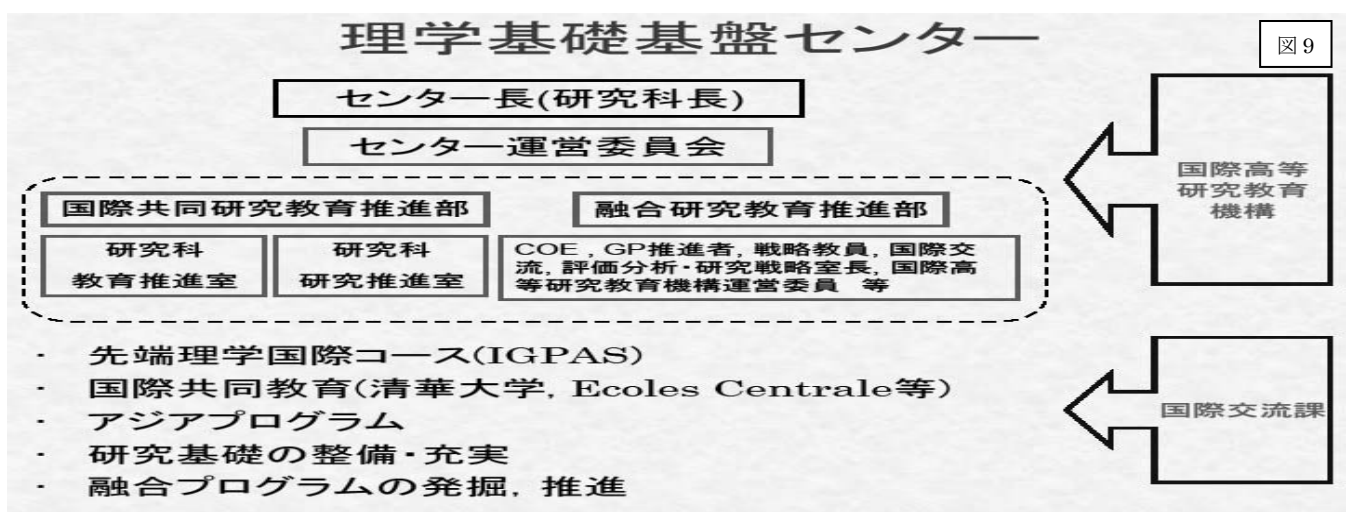 理学基礎基盤センター
図9
センター長(研究科長)
センター運営委員会
国際共同研究教育推進部
融合研究教育推進部
研究科
教育推進室
研究科
研究推進室
COE , GP推進者, 戦略教員, 国際交
流, 評価分析・研究戦略室長, 国際高
等研究教育機構運営委員 等
国際高等
研究教育
機構
・ 先端理学国際コース(IGPAS)
・ 国際共同教育(清華大学, Ecoles Centrale等)
・ アジアプログラム
・ 研究基礎の整備・充実
・ 融合プログラムの発掘, 推進
国際交流課